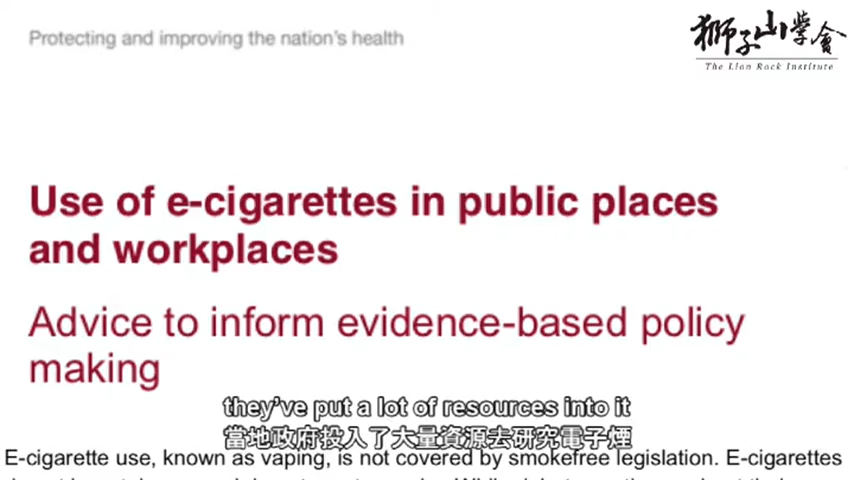 Protecting and improving the nation's health
獅子山學會
The Lion Rock Institute
Use of e-cigarettes in public places
and workplaces
Advice to inform evidence-based policy
making
they've put a lot of resources into it
當地政府投入了大量資源去研究電子煙
E-cigarette use, known as vaping, is not covered by smokefree legislation. E-cigarettes